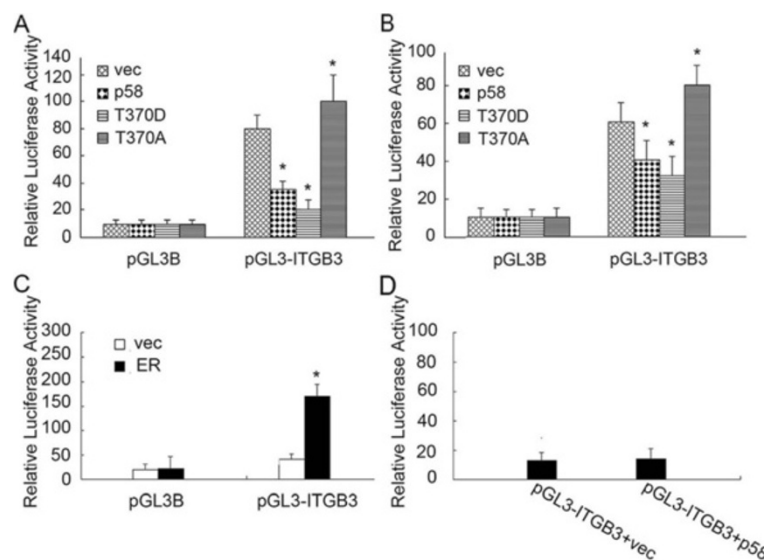 A
Relative Luciferase Activity
140
120
100
80
60
40
20
0
vec
p58
T370D
T370A
*
*
*
pGL3B
pGL3-ITGB3
B
Relative Luciferase Activity
100
80
60
40
20
0
vec
p58
T370D
T370A
*
*
*
pGL3B
pGL3-ITGB3
C
Relative Luciferase Activity
300
250
200
150
100
50
0
vec
ER
*
pGL3B
pGL3-ITGB3
D
Relative Luciferase Activity
100
80
60
40
20
0
pGL3-ITGB3+vec
pGL3-ITGB3+p58